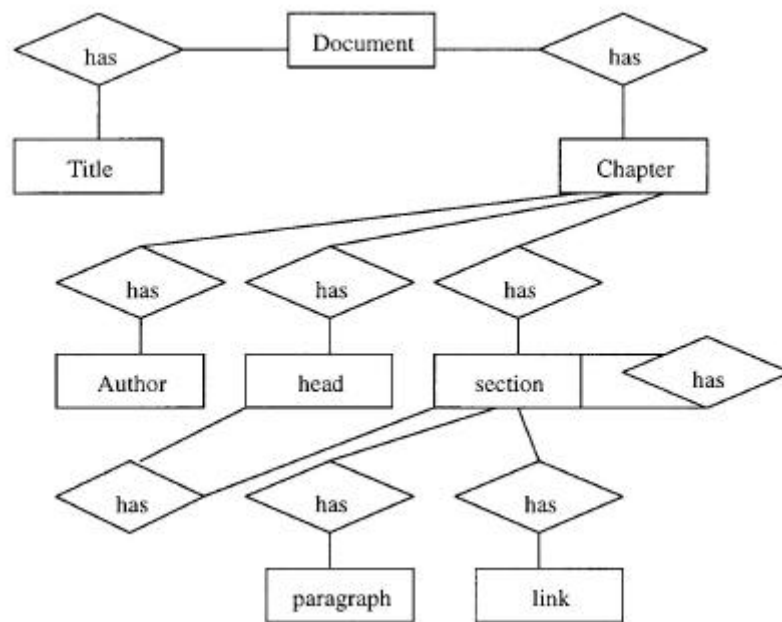 has
Document
has
Title
Chapter
has
has
has
Author
head
section
has
has
has
has
paragraph
link